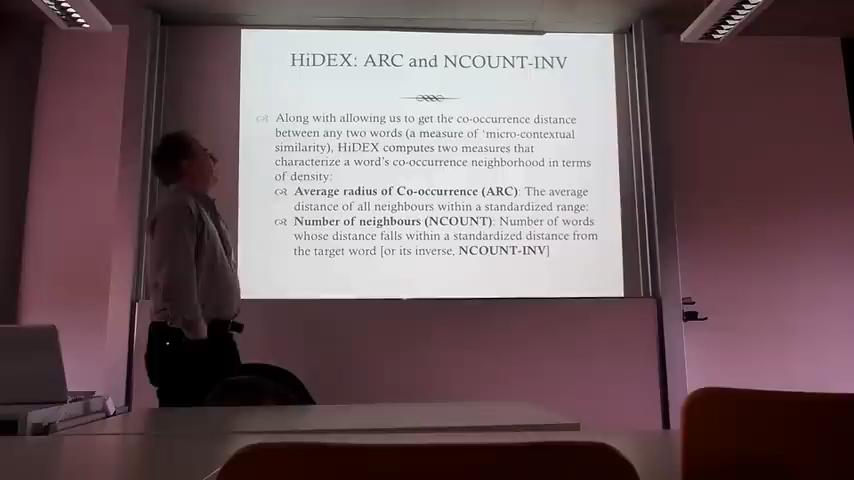 HiDEX: ARC and NCOUNT-INV
Along with allowing us to get the co-occurrence distance
between any two words (a measure of ‘micro-contextual
similarity), HiDEX computes two measures that
characterize a word's co-occurrence neighborhood in terms
of density:
Average radius of Co-occurrence (ARC): The average
distance of all neighbours within a standardized range;
Number of neighbours (NCOUNT): Number of words
whose distance falls within a standardized distance from
the target word [or its inverse, NCOUNT-INV]